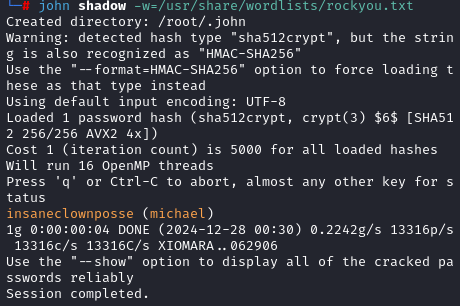 └─# john shadow -w=/usr/share/wordlists/rockyou.txt
Created directory: /root/.john
Warning: detected hash type "sha512crypt", but the strin
g is also recognized as "HMAC-SHA256"
Use the "--format=HMAC-SHA256" option to force loading t
hese as that type instead
Using default input encoding: UTF-8
Loaded 1 password hash (sha512crypt, crypt(3) $6$ [SHA51
2 256/256 AVX2 4x])
Cost 1 (iteration count) is 5000 for all loaded hashes
Will run 16 OpenMP threads
Press 'q' or Ctrl-C to abort, almost any other key for s
tatus
insaneclownposse (michael)
1g 0:00:00:04 DONE (2024-12-28 00:30) 0.2242g/s 13316p/s
13316c/s 13316C/s XIOMARA..062906
Use the "--show" option to display all of the cracked pa
sswords reliably
Session completed.